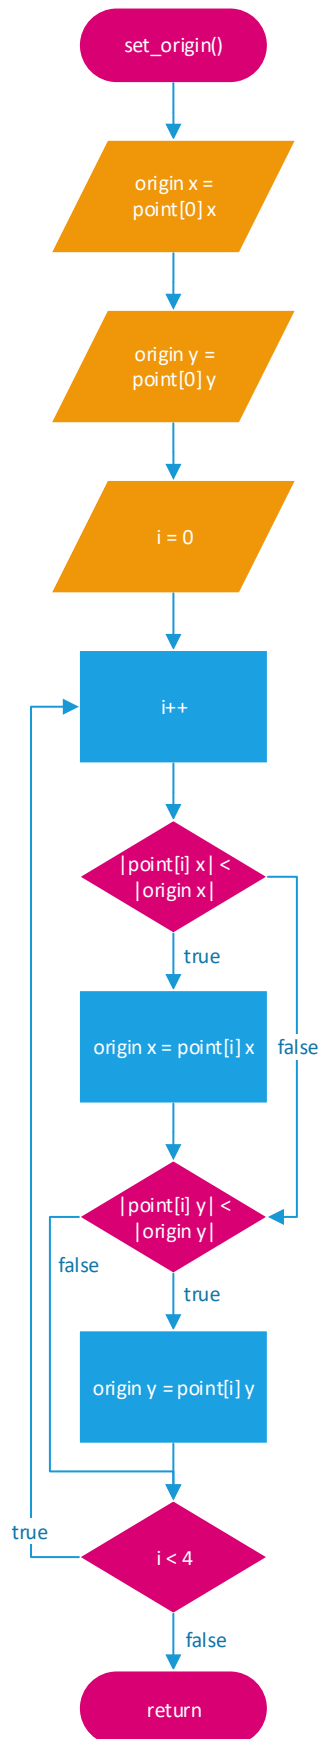 set_origin()
origin x =
point[0] x
origin y =
point[0] y
i = 0
i++
|point[i] x| <
|origin x|
true
origin x = point[i] x
false
|point[i] y| <
|origin y|
false
true
origin y = point[i] y
true
i < 4
false
return